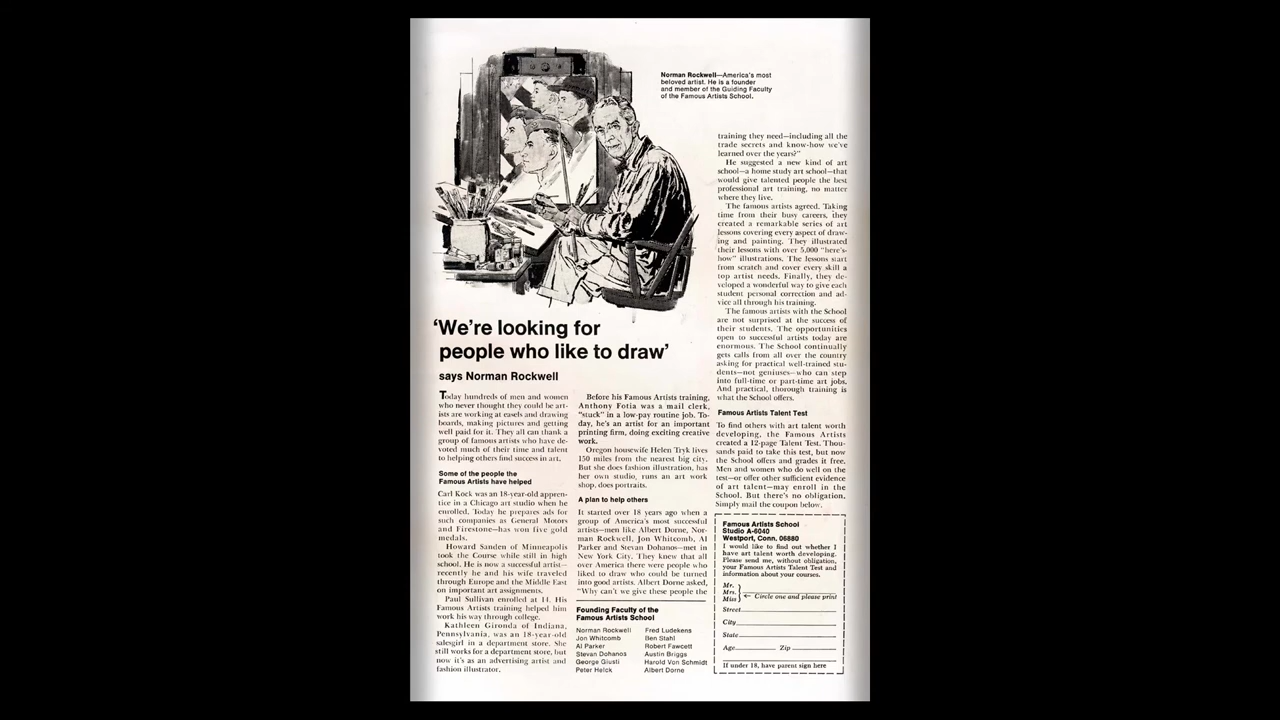 Norman Rockwell—America's most
beloved artist. He is a founder
and member of the Guiding Faculty
of the Famous Artists School.
'We're looking for
people who like to draw'
says Norman Rockwell
Today hundreds of men and women
who never thought they could be art-
ists are working at easels and drawing
boards, making pictures and getting
well paid for it. They all can thank a
group of famous artists who have de-
voted much of their time and talent
to helping others find success in art.
Some of the people the
Famous Artists have helped
Carl Kock was an 18-year-old appren-
tice in a Chicago art studio when he
enrolled. Today he prepares ads for
such companies as General Motors
and Firestone—has won five gold
medals.
Howard Sanden of Minneapolis
took the Course while still in high
school. He is now a successful artist—
recently he and his wife traveled
through Europe and the Middle East
on important art assignments.
Paul Sullivan enrolled at 14. His
Famous Artists training helped him
work his way through college.
Kathleen Gironda of Indiana,
Pennsylvania, was an 18-year-old
salesgirl in a department store. She
still works for a department store, but
now it's as an advertising artist and
fashion illustrator.
Before his Famous Artists training,
Anthony Fotia was a mail clerk,
"stuck" in a low-pay routine job. To-
day, he's an artist for an important
printing firm, doing exciting creative
work.
Oregon housewife Helen Tryk lives
150 miles from the nearest big city.
But she does fashion illustration, has
her own studio, runs an art work
shop, does portraits.
A plan to help others
It started over 18 years ago when a
group of America's most successful
artists—men like Albert Dorne, Nor-
man Rockwell, Jon Whitcomb, Al
Parker and Stevan Dohanos—met in
New York City. They knew that all
over America there were people who
liked to draw who could be turned
into good artists. Albert Dorne asked,
"Why can't we give these people the
Founding Faculty of the
Famous Artists School
Norman Rockwell
Jon Whitcomb
Al Parker
Stevan Dohanos
George Giusti
Peter Helck
Fred Ludekens
Ben Stahl
Robert Fawcett
Austin Briggs
Harold Von Schmidt
Albert Dorne
training they need—including all the
trade secrets and know-how we've
learned over the years?"
He suggested a new kind of art
school—a home study art school—that
would give talented people the best
professional art training, no matter
where they live.
The famous artists agreed. Taking
time from their busy careers, they
created a remarkable series of art
lessons covering every aspect of draw-
ing and painting. They illustrated
their lessons with over 5,000 "here's-
how" illustrations. The lessons start
from scratch and cover every skill a
top artist needs. Finally, they de-
veloped a wonderful way to give each
student personal correction and ad-
vice all through his training.
The famous artists with the School
are not surprised at the success of
their students. The opportunities
open to successful artists today are
enormous. The School continually
gets calls from all over the country
asking for practical well-trained stu-
dents—not geniuses—who can step
into full-time or part-time art jobs.
And practical, thorough training is
what the School offers.
Famous Artists Talent Test
To find others with art talent worth
developing, the Famous Artists
created a 12-page Talent Test. Thou-
sands paid to take this test, but now
the School offers and grades it free.
Men and women who do well on the
test—or offer other sufficient evidence
of art talent—may enroll in the
School. But there's no obligation.
Simply mail the coupon below.
Famous Artists School
Studio A-6040
Westport, Conn. 06880
I would like to find out whether I
have art talent worth developing.
Please send me, without obligation,
your Famous Artists Talent Test and
information about your courses.
Mr.
Mrs.
Miss
← Circle one and please print
Street
City
State
Age Zip
If under 18, have parent sign here